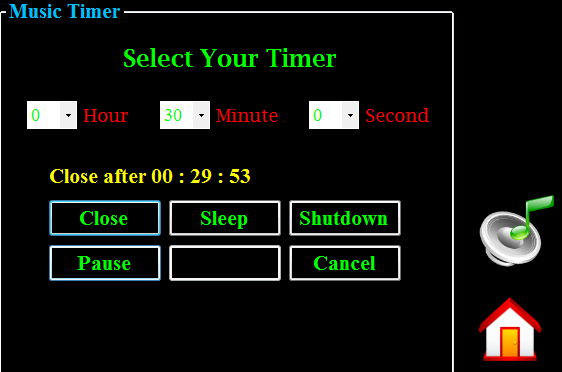 Music Timer
Select Your Timer
0 Hour 30 Minute 0 Second
Close after 00 : 29 : 53
Close Sleep Shutdown
Pause Cancel